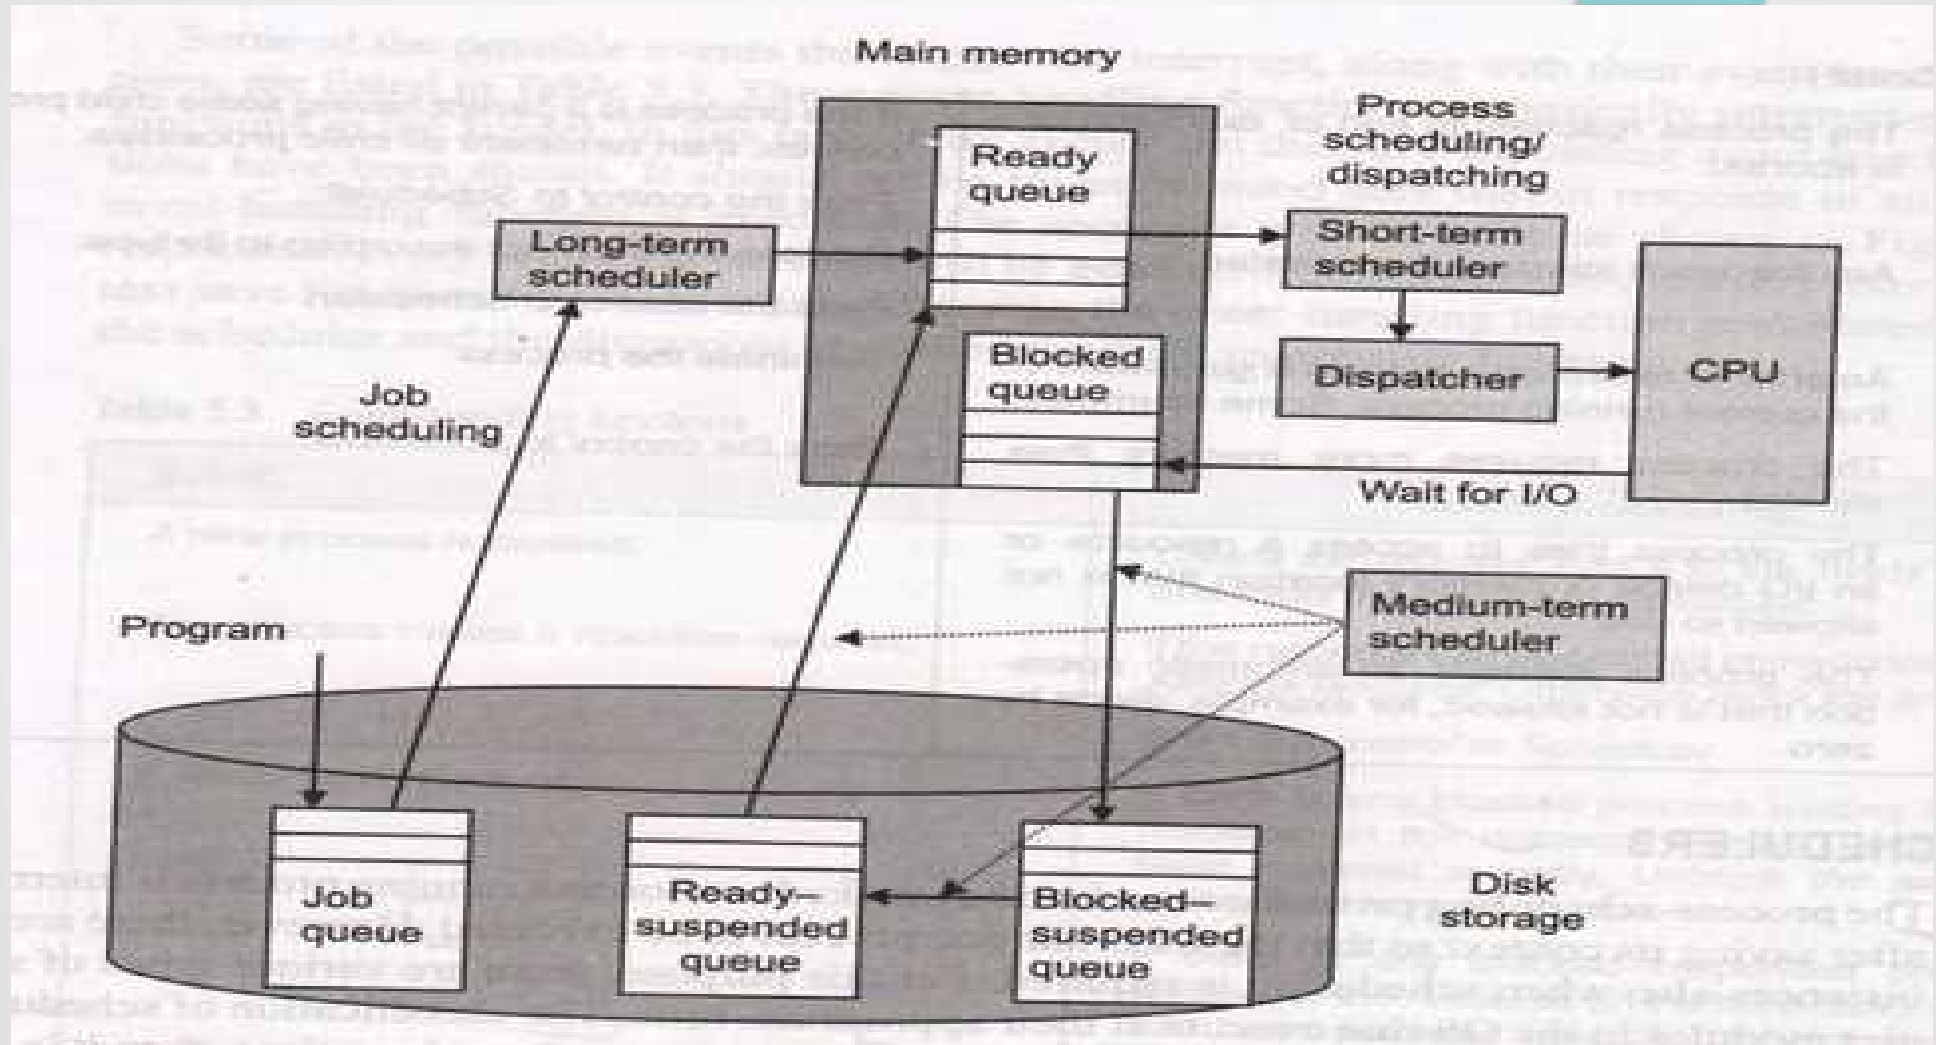 Main memory
Process
scheduling/
dispatching
Ready
queue
Long-term
scheduler
Short-term
scheduler
Blocked
queue
Dispatcher
CPU
Job
scheduling
Wait for I/O
Medium-term
scheduler
Program
Job
queue
Ready–
suspended
queue
Blocked–
suspended
queue
Disk
storage